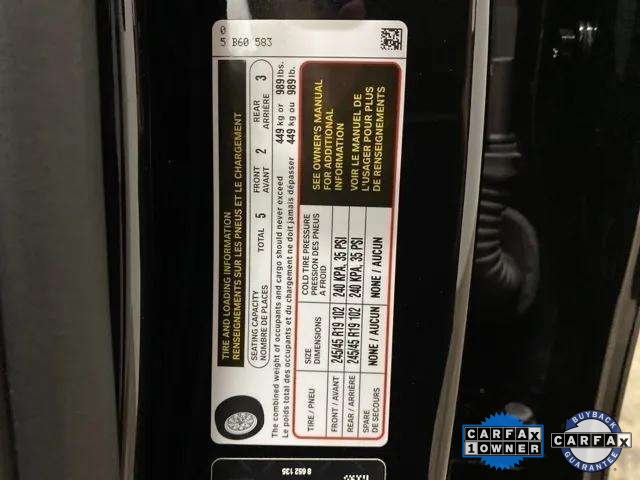 0
5 B60 583
TIRE AND LOADING INFORMATION
RENSEIGNEMENTS SUR LES PNEUS ET LE CHARGEMENT
SEATING CAPACITY
NOMBRE DE PLACES
TOTAL 5
FRONT
AVANT 2
REAR
ARRIÈRE 3
The combined weight of occupants and cargo should never exceed 449 kg or 989 lbs.
Le poids total des occupants et du chargement ne doit jamais dépasser 449 kg ou 989 lb.
TIRE / PNEU
SIZE
DIMENSIONS
COLD TIRE PRESSURE
PRESSION DES PNEUS
A FROID
FRONT / AVANT 245/45 R19 102 240 KPA, 35 PSI
REAR / ARRIÈRE 245/45 R19 102 240 KPA, 35 PSI
SPARE
DE SECOURS
NONE / AUCUN NONE / AUCUN
SEE OWNER'S MANUAL
FOR ADDITIONAL
INFORMATION
VOIR LE MANUEL DE
L'USAGER POUR PLUS
DE RENSEIGNEMENTS
8 652 135
CARFAX
1 OWNER
BUYBACK
CARFAX
GUARANTEE